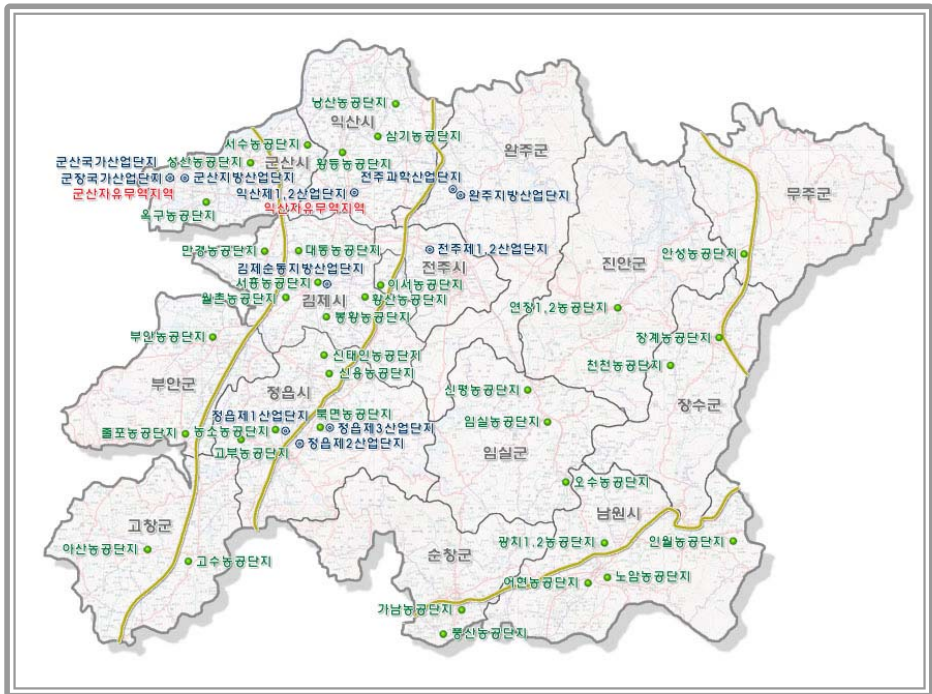 낭산농공단지
익산시
삼기농공단지
서수농공단지
군산시
황등농공단지
완주군
군산국가산업단지
성산농공단지
군장국가산업단지
군산지방산업단지
전주과학산업단지
군산자유무역지역
익산제1,2산업단지
완주지방산업단지
익산자유무역지역
무주군
옥구농공단지
만경농공단지
대동농공단지
전주제1,2산업단지
안성농공단지
김제순동지방산업단지
전주시
진안군
서흥농공단지
이서농공단지
월촌농공단지
김제시
황산농공단지
봉황농공단지
연장1,2농공단지
부안농공단지
장계농공단지
신태인농공단지
천천농공단지
신용농공단지
부안군
정읍시
신평농공단지
장수군
정읍제1산업단지
북면농공단지
임실농공단지
줄포농공단지
농소농공단지
정읍제3산업단지
고부농공단지
정읍제2산업단지
임실군
오수농공단지
남원시
고창군
순창군
광치1,2농공단지
인월농공단지
아산농공단지
고수농공단지
어현농공단지
노암농공단지
가남농공단지
풍산농공단지